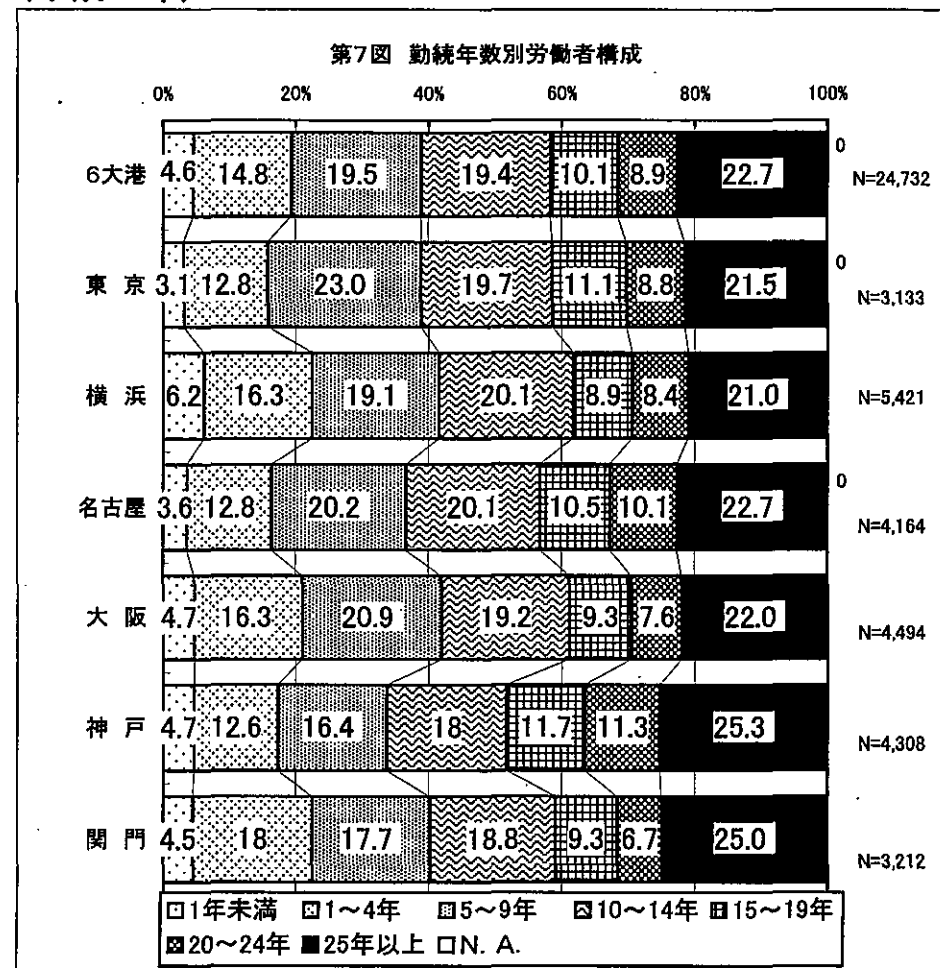 第7図 勤続年数別労働者構成
0% 20% 40% 60% 80% 100%
6大港 4.6 14.8 19.5 19.4 10.1 8.9 22.7 0 N=24,732
東京 3.1 12.8 23.0 19.7 11.1 8.8 21.5 0 N=3,133
横浜 6.2 16.3 19.1 20.1 8.9 8.4 21.0 N=5,421
名古屋 3.6 12.8 20.2 20.1 10.5 10.1 22.7 0 N=4,164
大阪 4.7 16.3 20.9 19.2 9.3 7.6 22.0 N=4,494
神戸 4.7 12.6 16.4 18 11.7 11.3 25.3 N=4,308
関門 4.5 18 17.7 18.8 9.3 6.7 25.0 N=3,212
1年未満 1～4年 5～9年 10～14年 15～19年
20～24年 25年以上 N. A.